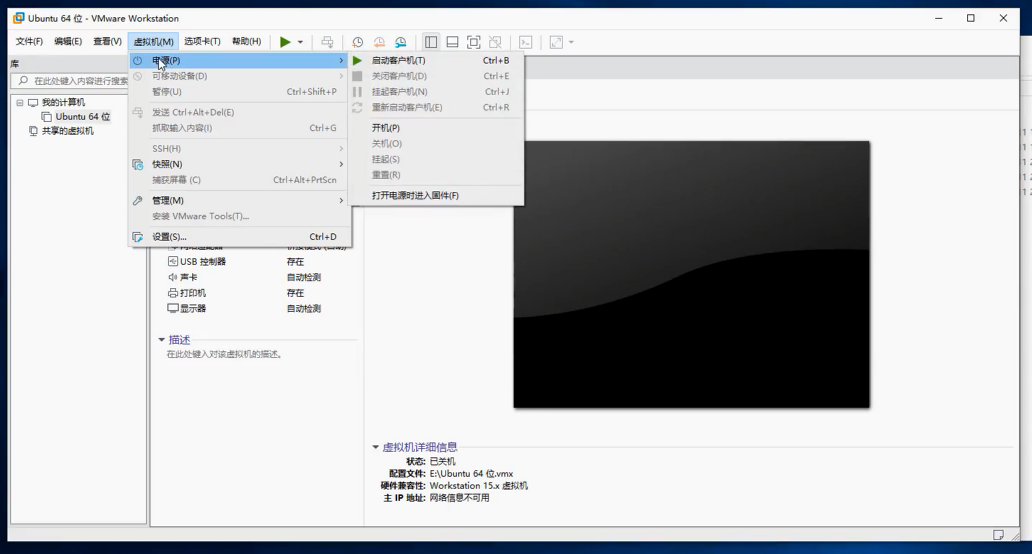 Ubuntu 64 位 - VMware Workstation
文件(F) 编辑(E) 查看(V) 虚拟机(M) 选项卡(T) 帮助(H)
库
在此处键入内容进行搜索
我的计算机
Ubuntu 64 位
共享的虚拟机
电源(P)
可移动设备(D)
暂停(U) Ctrl+Shift+P
发送 Ctrl+Alt+Del(E)
抓取输入内容(I) Ctrl+G
SSH(H)
快照(N)
捕获屏幕 (C) Ctrl+Alt+PrtScn
管理(M)
安装 VMware Tools(T)...
设置(S)... Ctrl+D
启动客户机(T) Ctrl+B
关闭客户机(D) Ctrl+E
挂起客户机(N) Ctrl+J
重新启动客户机(E) Ctrl+R
开机(P)
关机(O)
挂起(S)
重置(R)
打开电源时进入固件(F)
USB 控制器 存在
声卡 自动检测
打印机 存在
显示器 自动检测
描述
在此处键入对该虚拟机的描述。
虚拟机详细信息
状态: 已关机
配置文件: E:\Ubuntu 64 位.vmx
硬件兼容性: Workstation 15.x 虚拟机
主 IP 地址: 网络信息不可用